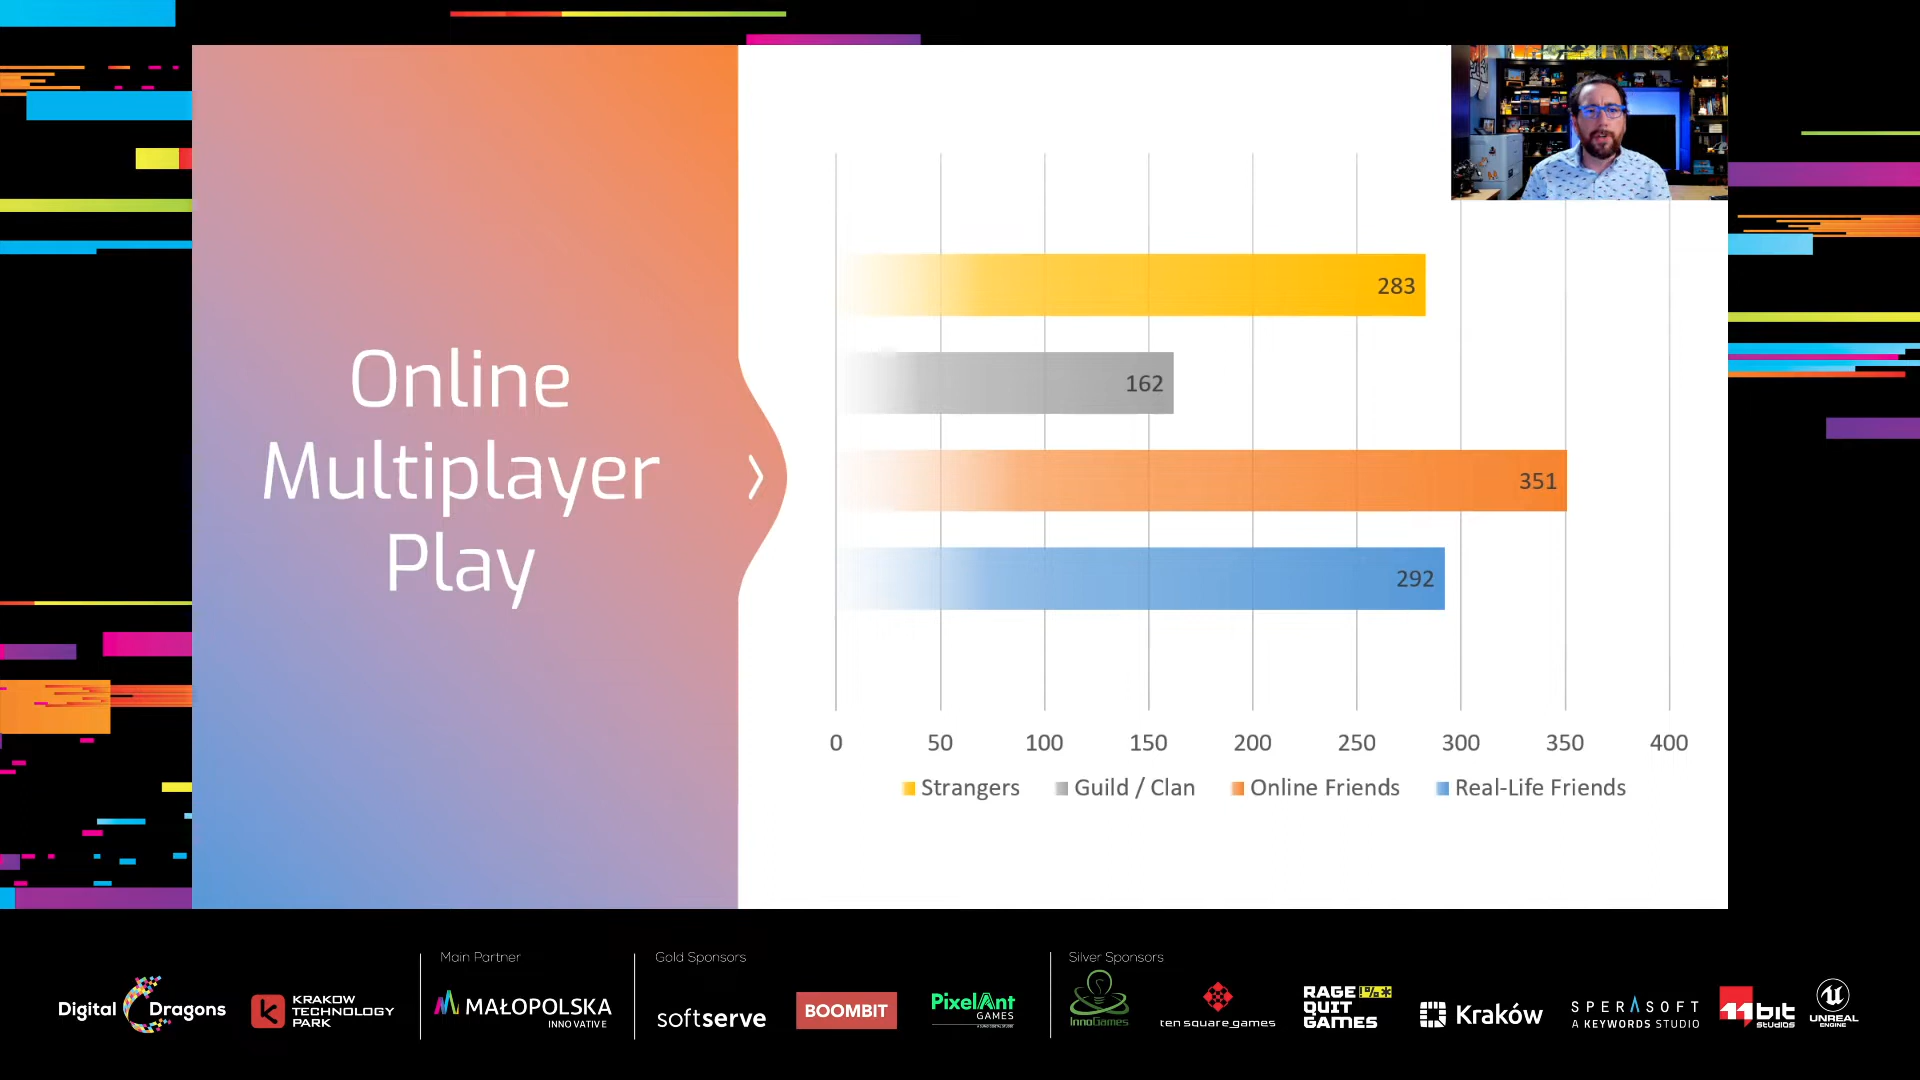 Online
Multiplayer
Play
283
162
351
292
0 50 100 150 200 250 300 350 400
Strangers Guild / Clan Online Friends Real-Life Friends
Main Partner Gold Sponsors Silver Sponsors
Digital Dragons
KRAKOW
TECHNOLOGY
PARK
MAŁOPOLSKA
INNOVATIVE
softserve
BOOMBIT
PixelAnt
GAMES
InnoGames
ten square games
RAGE !%*
QUIT
GAMES
Kraków
SPERASOFT
A KEYWORDS STUDIO
11bit
STUDIOS
UNREAL
ENGINE